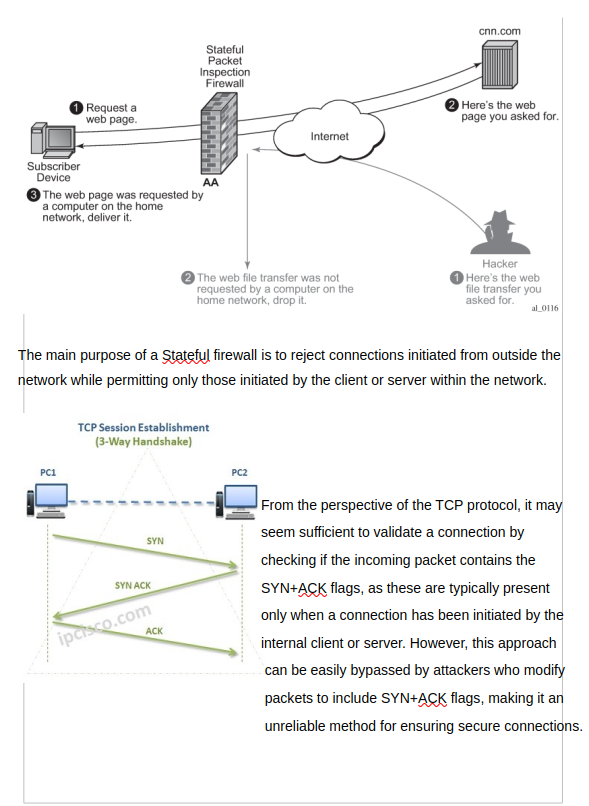 cnn.com
Stateful
Packet
Inspection
Firewall
1 Request a
web page.
2 Here's the web
page you asked for.
Internet
Subscriber
Device
AA
3 The web page was requested by
a computer on the home
network, deliver it.
2 The web file transfer was not
requested by a computer on the
home network, drop it.
Hacker
1 Here's the web
file transfer you
asked for.
al_0116
The main purpose of a Stateful firewall is to reject connections initiated from outside the
network while permitting only those initiated by the client or server within the network.
TCP Session Establishment
(3-Way Handshake)
PC1
PC2
SYN
SYN ACK
ACK
ipcisco.com
From the perspective of the TCP protocol, it may
seem sufficient to validate a connection by
checking if the incoming packet contains the
SYN+ACK flags, as these are typically present
only when a connection has been initiated by the
internal client or server. However, this approach
can be easily bypassed by attackers who modify
packets to include SYN+ACK flags, making it an
unreliable method for ensuring secure connections.